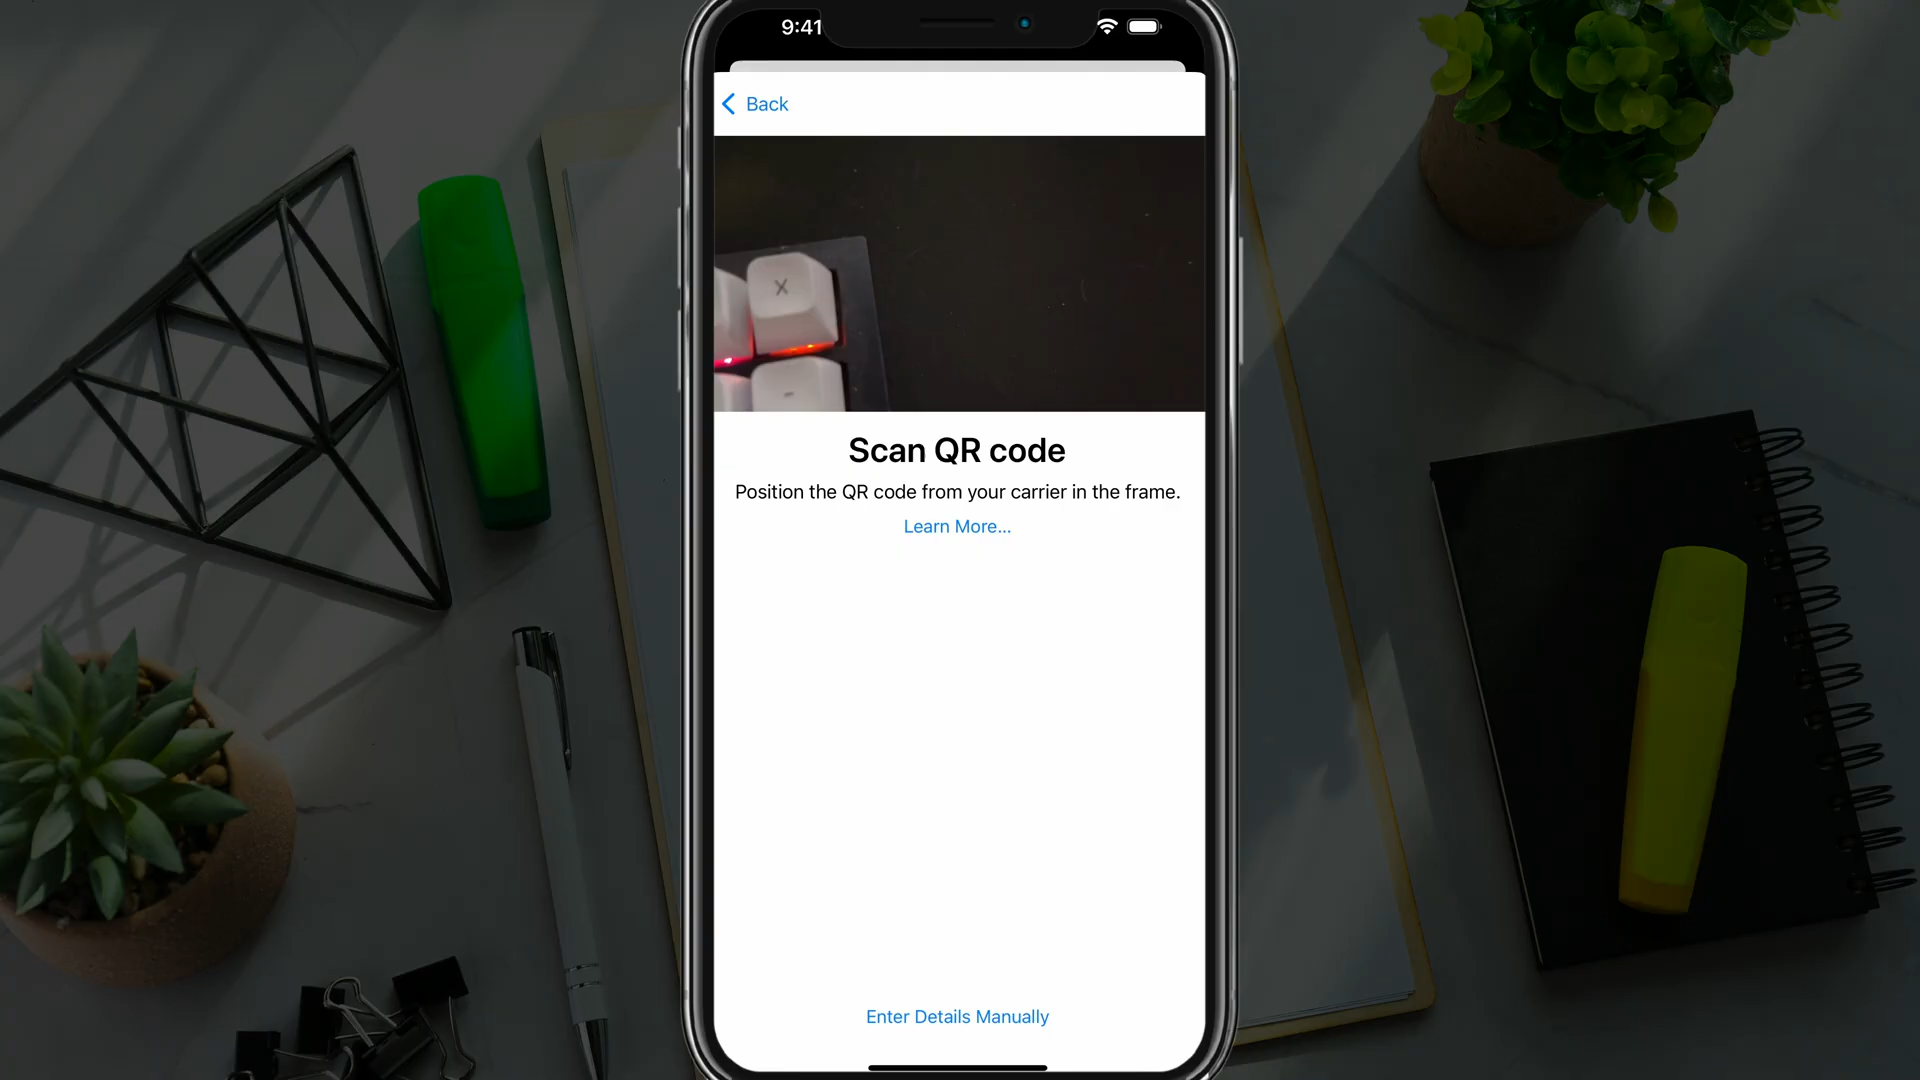 9:41
Back
X
-
Scan QR code
Position the QR code from your carrier in the frame.
Learn More...
Enter Details Manually